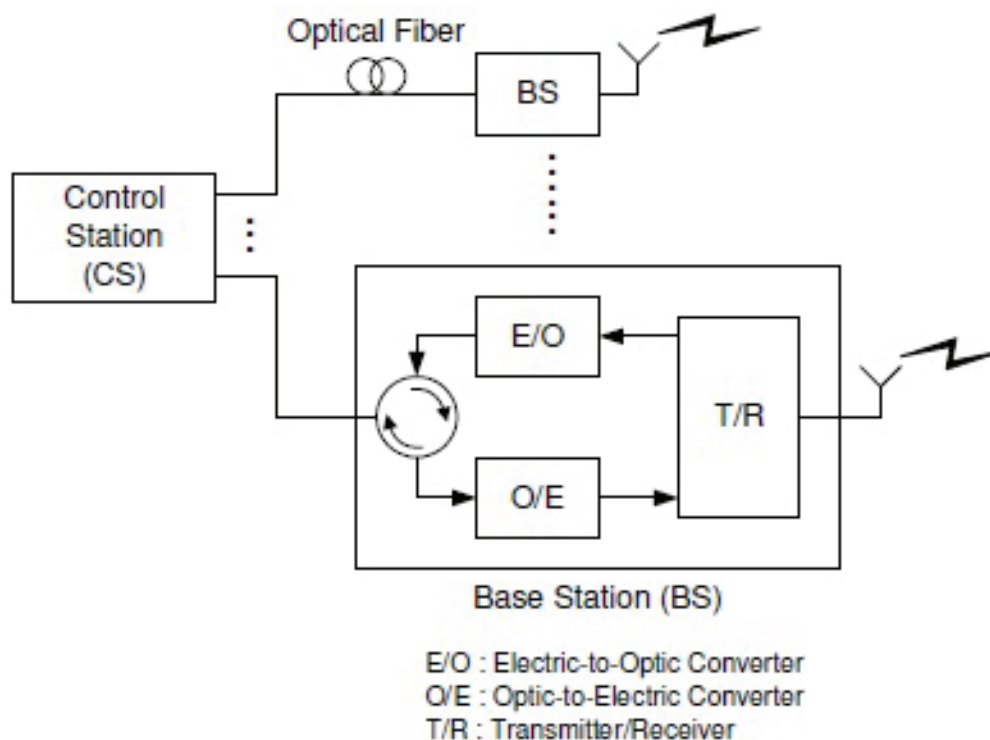 Optical Fiber
BS
Control
Station
(CS)
E/O
T/R
O/E
Base Station (BS)
E/O : Electric-to-Optic Converter
O/E : Optic-to-Electric Converter
T/R : Transmitter/Receiver